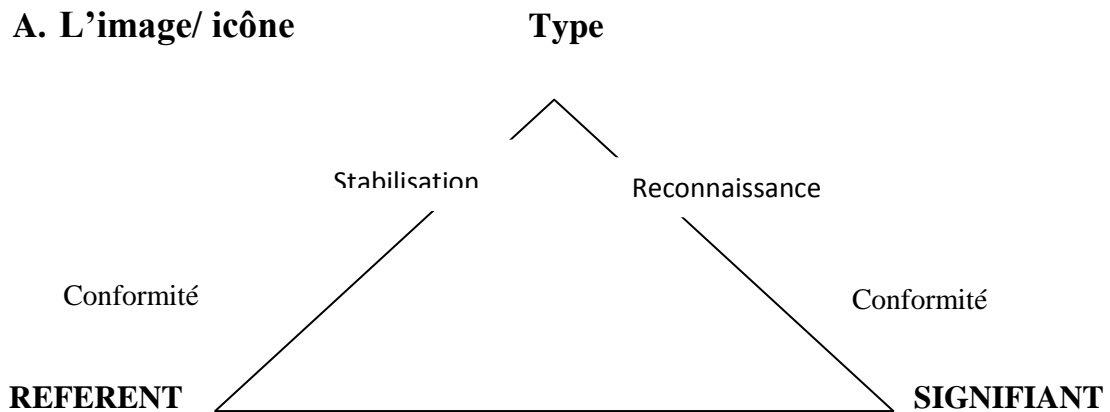 A. L'image/ icône Type
Stabilisation Reconnaissance
Conformité Conformité
REFERENT SIGNIFIANT